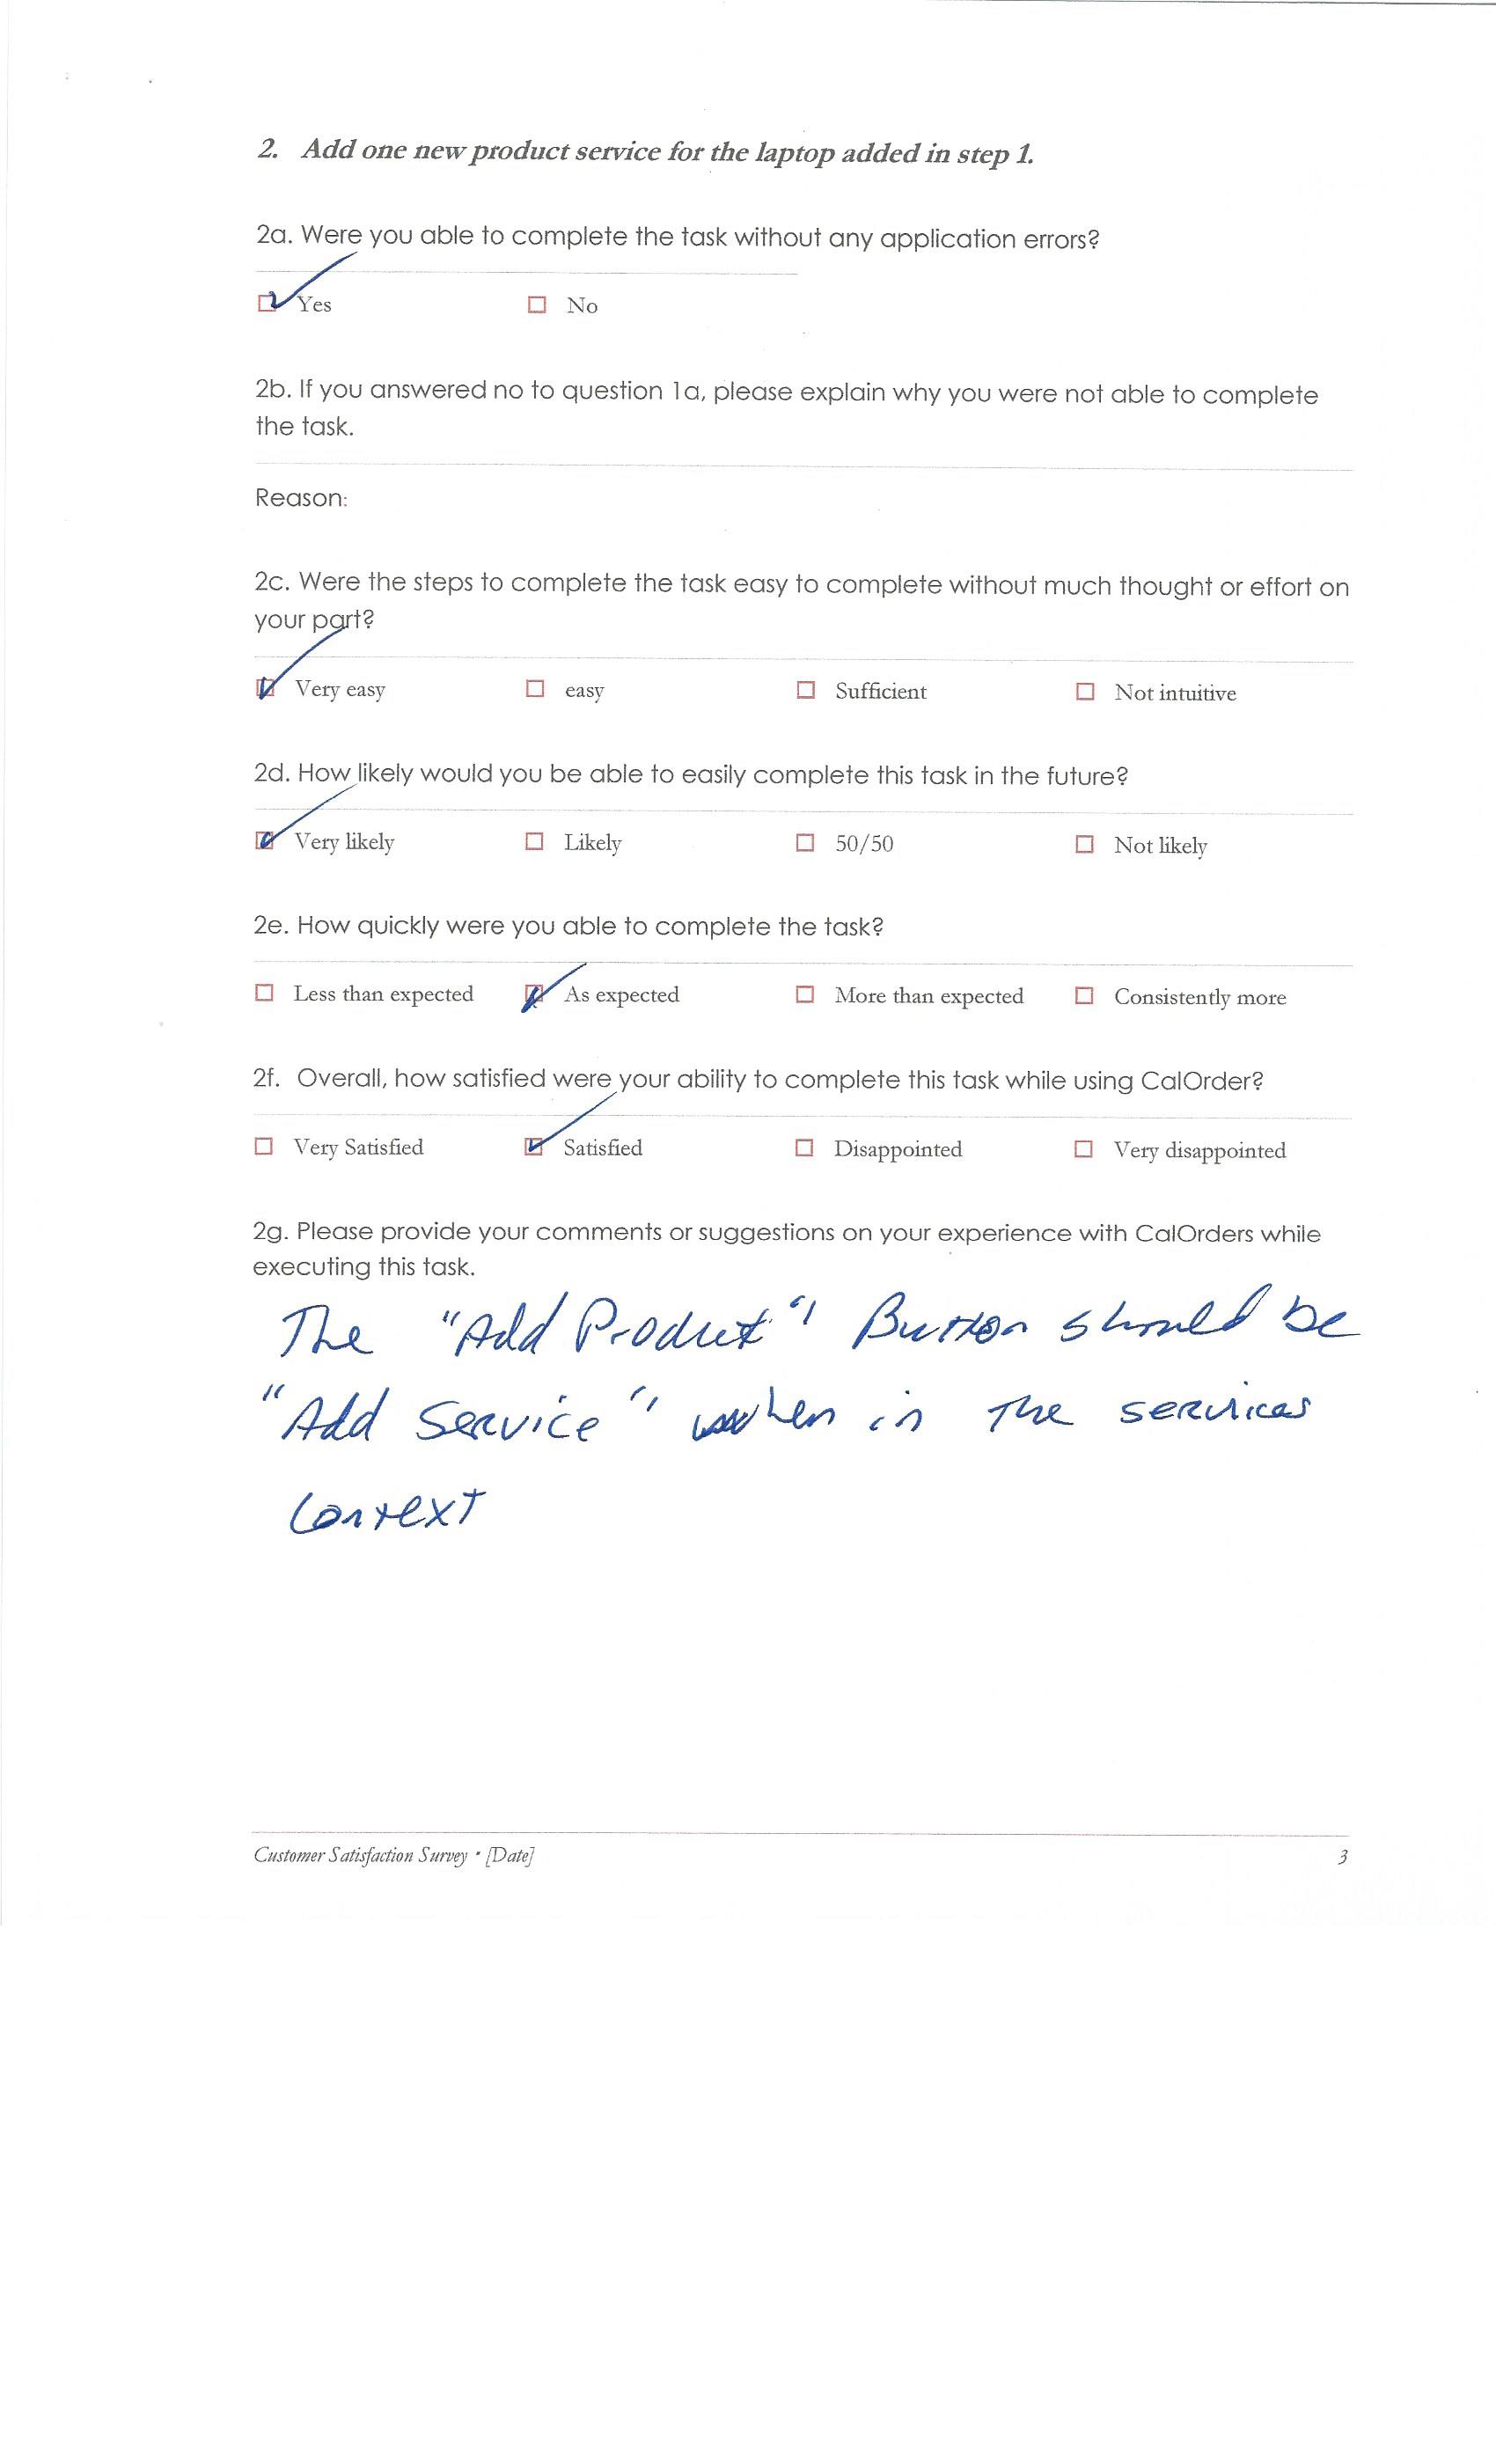 2. Add one new product service for the laptop added in step 1.
2a. Were you able to complete the task without any application errors?
Yes No
2b. If you answered no to question 1a, please explain why you were not able to complete
the task.
Reason:
2c. Were the steps to complete the task easy to complete without much thought or effort on
your part?
Very easy easy Sufficient Not intuitive
2d. How likely would you be able to easily complete this task in the future?
Very likely Likely 50/50 Not likely
2e. How quickly were you able to complete the task?
Less than expected As expected More than expected Consistently more
2f. Overall, how satisfied were your ability to complete this task while using CalOrder?
Very Satisfied Satisfied Disappointed Very disappointed
2g. Please provide your comments or suggestions on your experience with CalOrders while
executing this task.
The "Add Product" Button should be
"Add Service" when in The services
Context
Customer Satisfaction Survey • [Date] 3